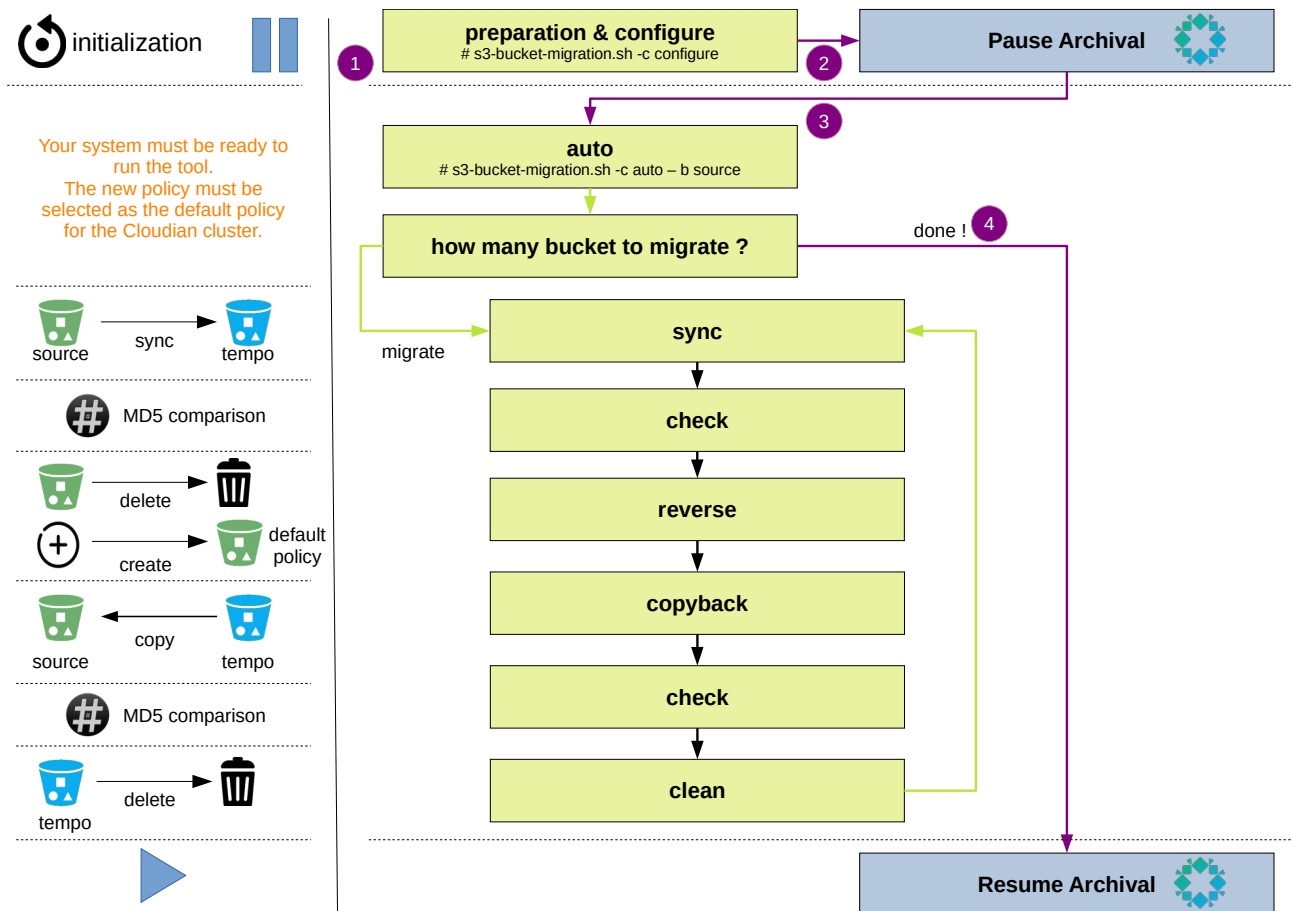 initialization
1
preparation & configure
# s3-bucket-migration.sh -c configure
2
Pause Archival
3
Your system must be ready to
run the tool.
The new policy must be
selected as the default policy
for the Cloudian cluster.
auto
# s3-bucket-migration.sh -c auto – b source
how many bucket to migrate ?
done !
4
source
sync
tempo
migrate
sync
MD5 comparison
check
delete
reverse
create
default
policy
copy
source
tempo
copyback
MD5 comparison
check
delete
tempo
clean
Resume Archival